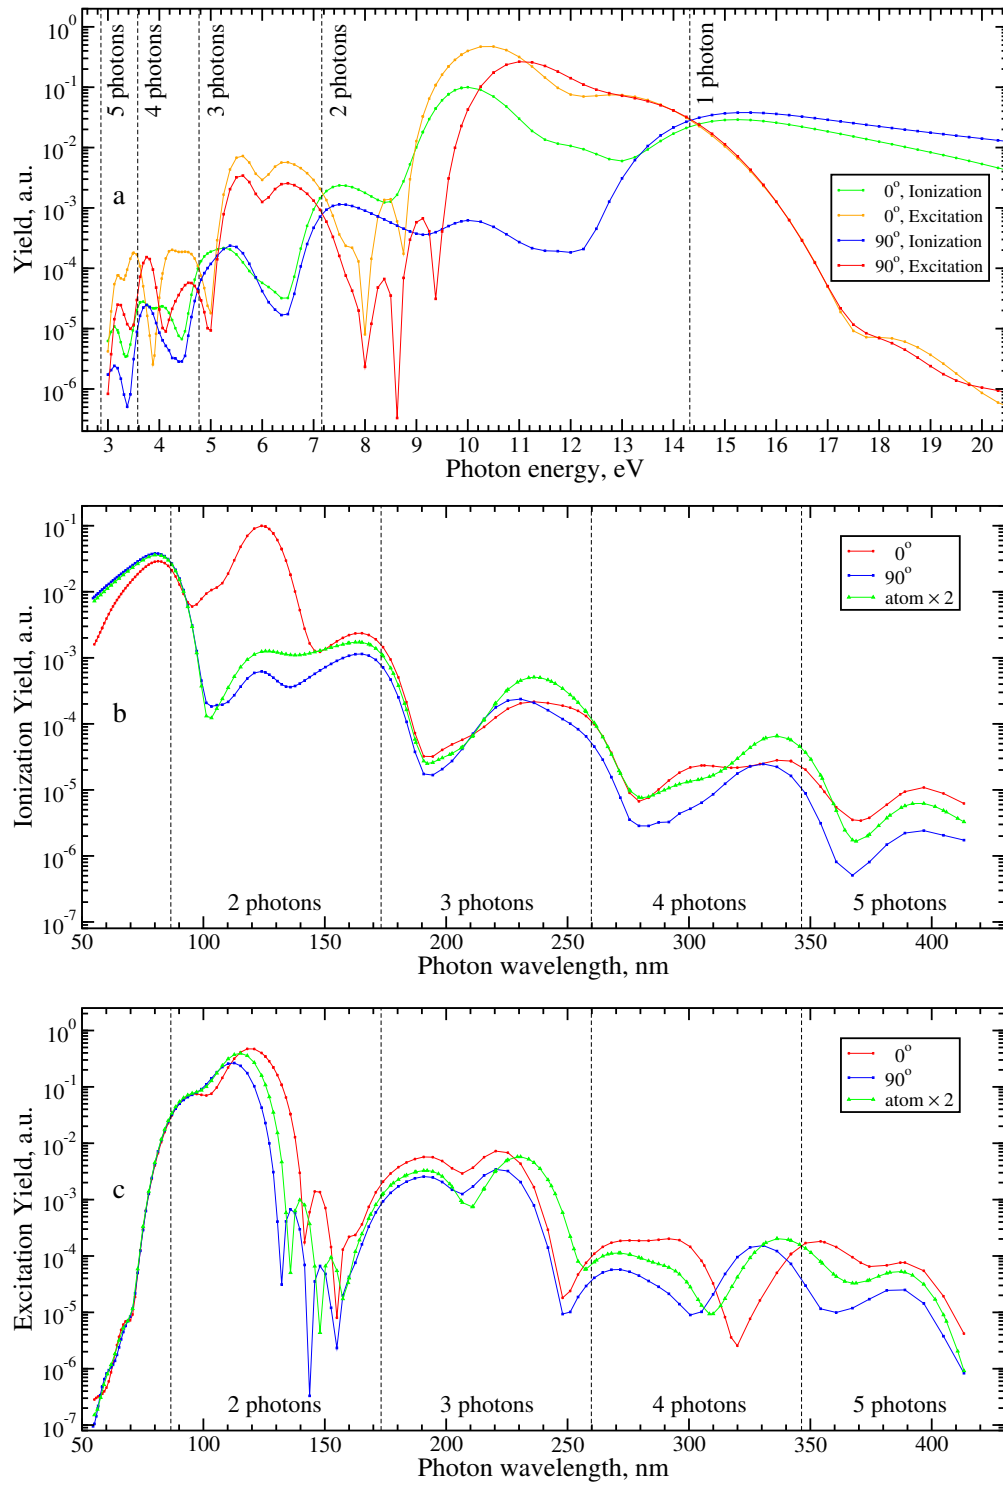 5 photons
4 photons
3 photons
2 photons
1 photon
10⁰
10⁻¹
10⁻²
10⁻³
10⁻⁴
10⁻⁵
10⁻⁶
Yield, a.u.
a
0°, Ionization
0°, Excitation
90°, Ionization
90°, Excitation
3 4 5 6 7 8 9 10 11 12 13 14 15 16 17 18 19 20
Photon energy, eV
10⁻¹
10⁻²
10⁻³
10⁻⁴
10⁻⁵
10⁻⁶
10⁻⁷
Ionization Yield, a.u.
b
0°
90°
atom × 2
2 photons 3 photons 4 photons 5 photons
50 100 150 200 250 300 350 400
Photon wavelength, nm
10⁰
10⁻¹
10⁻²
10⁻³
10⁻⁴
10⁻⁵
10⁻⁶
10⁻⁷
Excitation Yield, a.u.
c
0°
90°
atom × 2
2 photons 3 photons 4 photons 5 photons
50 100 150 200 250 300 350 400
Photon wavelength, nm